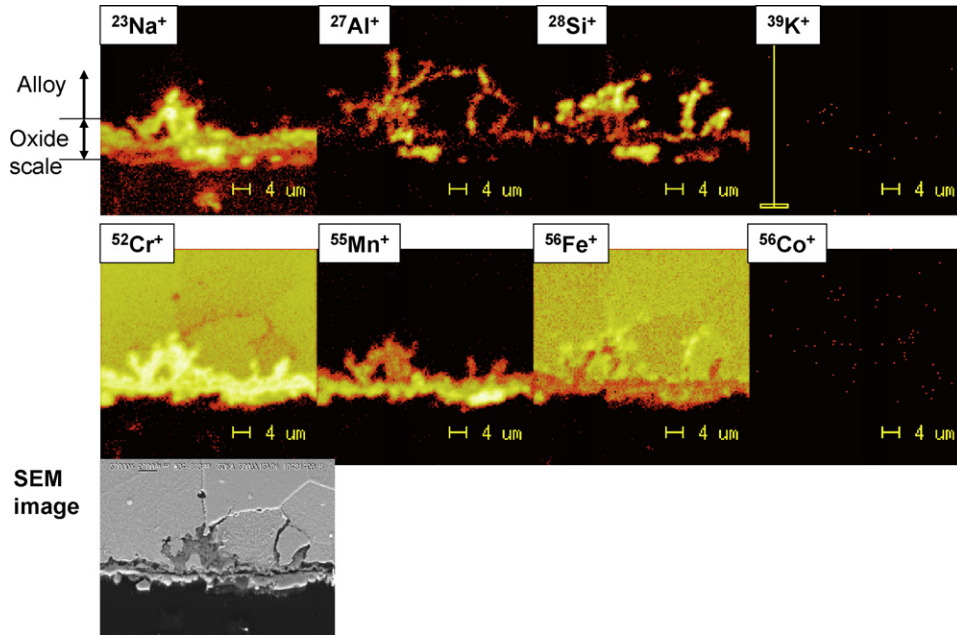 ²³Na⁺
²⁷Al⁺
²⁸Si⁺
³⁹K⁺
Alloy
Oxide
scale
4 um
4 um
4 um
4 um
⁵²Cr⁺
⁵⁵Mn⁺
⁵⁶Fe⁺
⁵⁶Co⁺
4 um
4 um
4 um
4 um
SEM
image